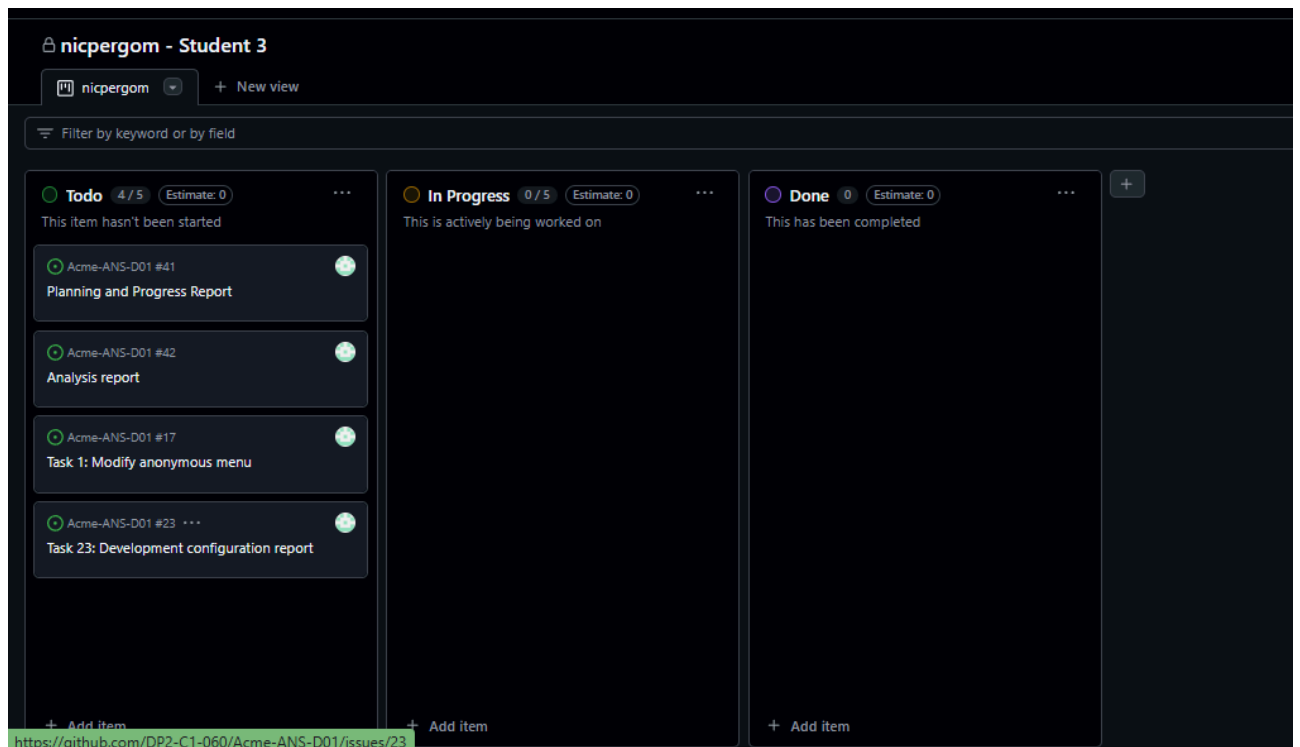 nicpergom - Student 3
nicpergom
New view
Filter by keyword or by field
Todo 4 / 5 Estimate: 0
This item hasn't been started
Acme-ANS-D01 #41
Planning and Progress Report
Acme-ANS-D01 #42
Analysis report
Acme-ANS-D01 #17
Task 1: Modify anonymous menu
Acme-ANS-D01 #23
Task 23: Development configuration report
+ Add item
In Progress 0 / 5 Estimate: 0
This is actively being worked on
+ Add item
Done 0 Estimate: 0
This has been completed
+ Add item
https://github.com/DP2-C1-060/Acme-ANS-D01/issues/23